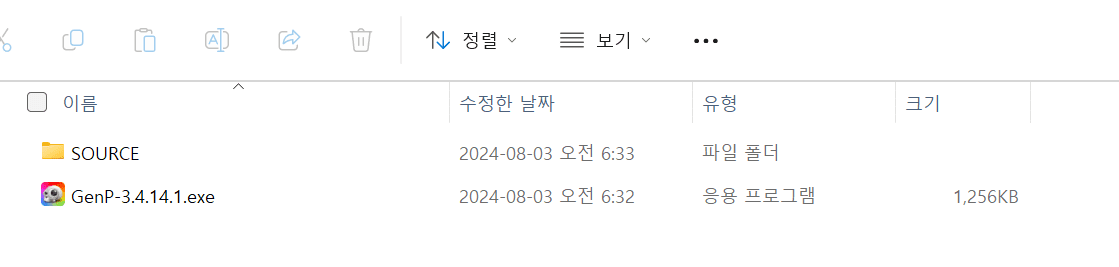 정렬 보기
이름 수정한 날짜 유형 크기
SOURCE 2024-08-03 오전 6:33 파일 폴더
GenP-3.4.14.1.exe 2024-08-03 오전 6:32 응용 프로그램 1,256KB